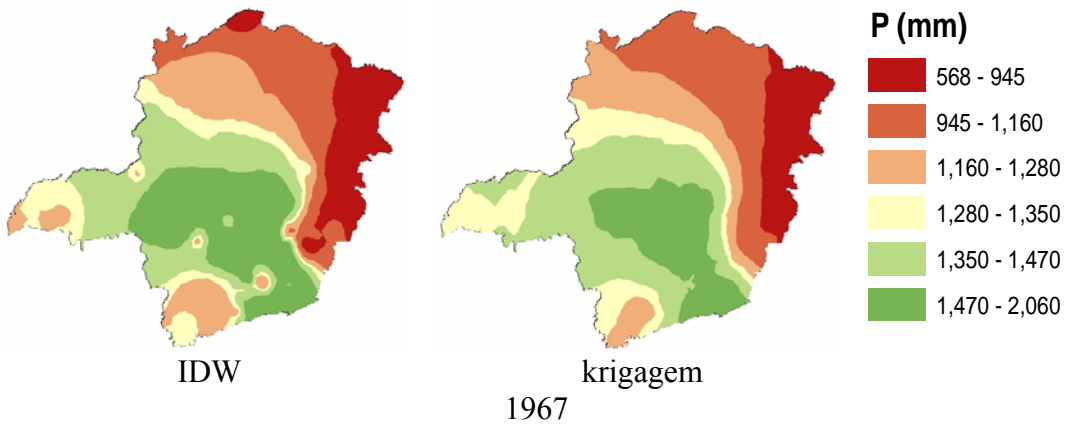 P (mm)
568 - 945
945 - 1,160
1,160 - 1,280
1,280 - 1,350
1,350 - 1,470
1,470 - 2,060
IDW
krigagem
1967